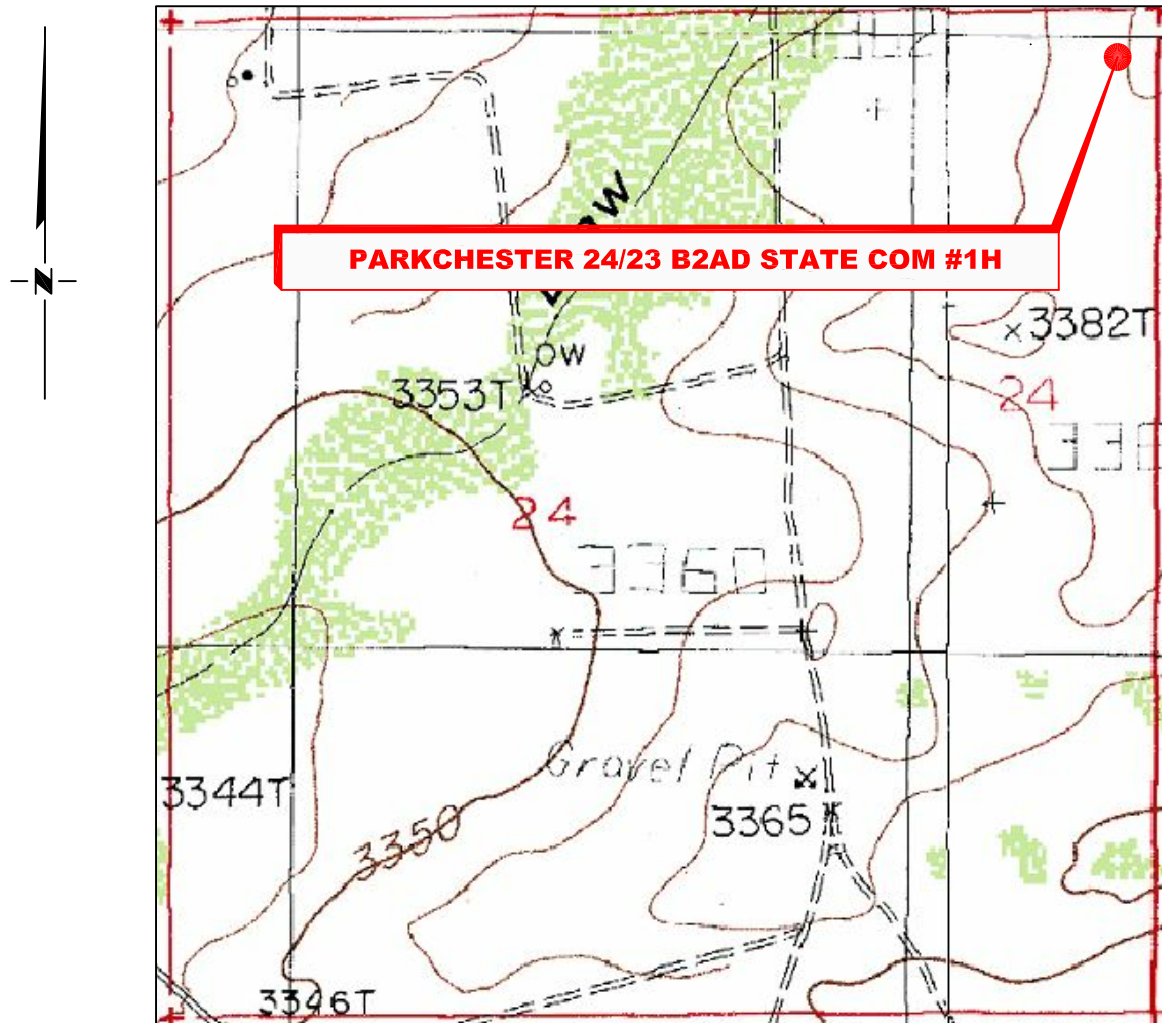 PARKCHESTER 24/23 B2AD STATE COM #1H
N
3382T
OW
3353T
24
24
3360
Gravel Pit
3344T
3365
3350
3346T